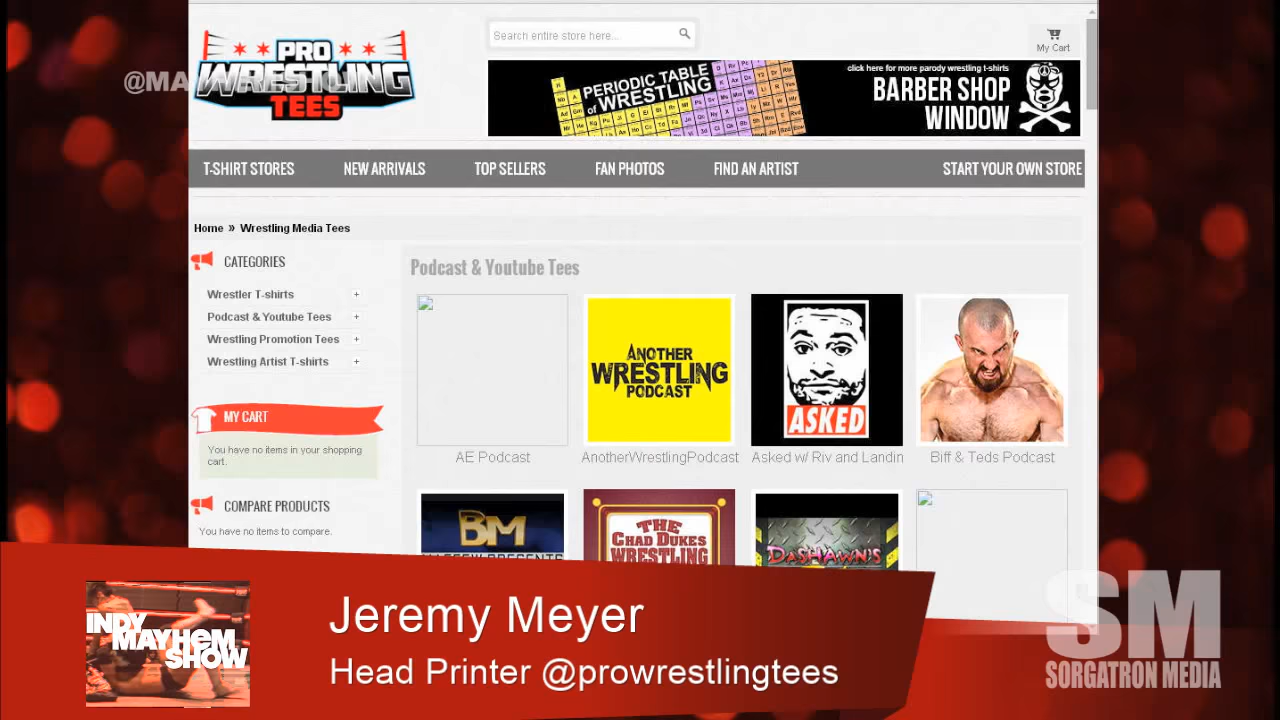 PRO
WRESTLING
TEES
Search entire store here...
My Cart
PERIODIC TABLE
of WRESTLING
click here for more parody wrestling t-shirts
BARBER SHOP
WINDOW
T-SHIRT STORES
NEW ARRIVALS
TOP SELLERS
FAN PHOTOS
FIND AN ARTIST
START YOUR OWN STORE
Home » Wrestling Media Tees
CATEGORIES
Wrestler T-shirts +
Podcast & Youtube Tees +
Wrestling Promotion Tees +
Wrestling Artist T-shirts +
MY CART
You have no items in your shopping
cart.
COMPARE PRODUCTS
You have no items to compare.
Podcast & Youtube Tees
ANOTHER
WRESTLING
PODCAST
ASKED
AE Podcast
AnotherWrestlingPodcast
Asked w/ Riv and Landin
Biff & Teds Podcast
BM
THE
CHAD DUKES
WRESTLING
DASHAWN'S
INDY
MAYHEM
SHOW
Jeremy Meyer
Head Printer @prowrestlingtees
SM
SORGATRON MEDIA